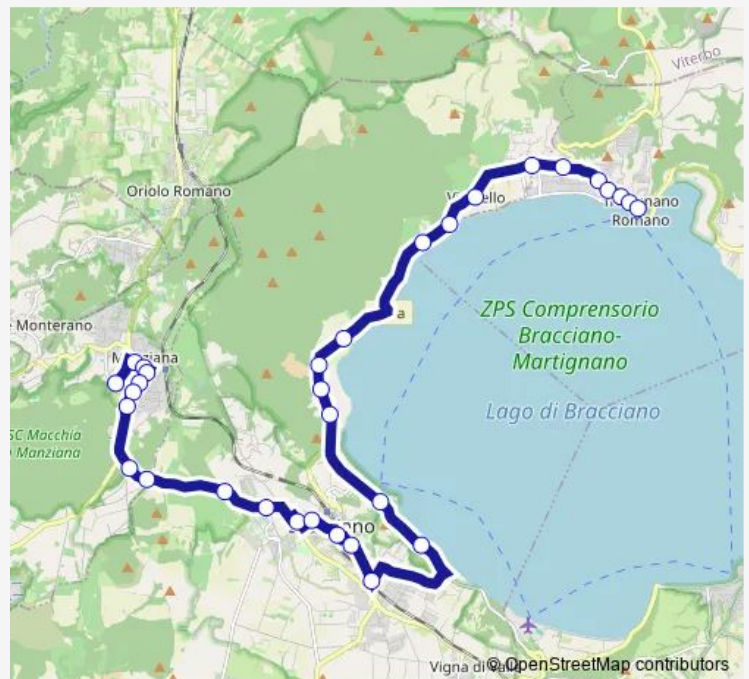 Viterbo
Oriolo Romano
Romano
e Monterano
ZPS Comprensorio
Bracciano-
Martignano
a
Lago di Bracciano
SC Macchia
Manziana
Vigna di Valle
© OpenStreetMap contributors